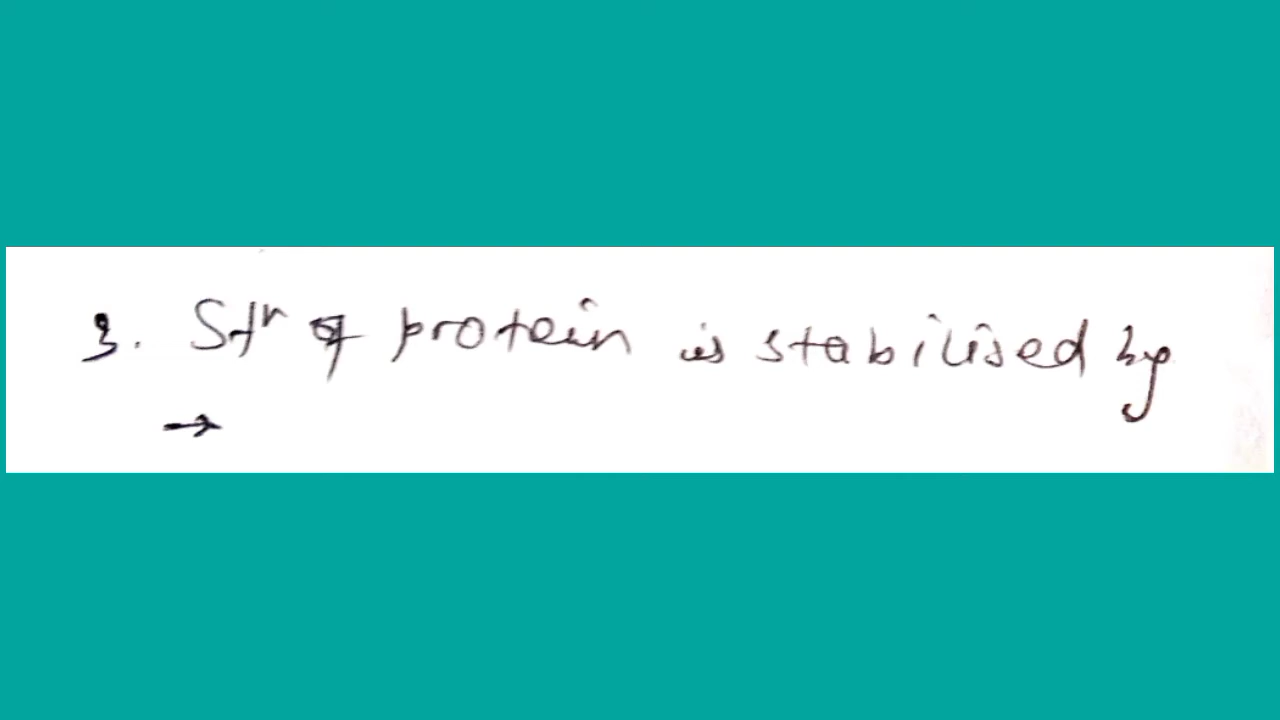 3. Str of protein is stabilised by
→